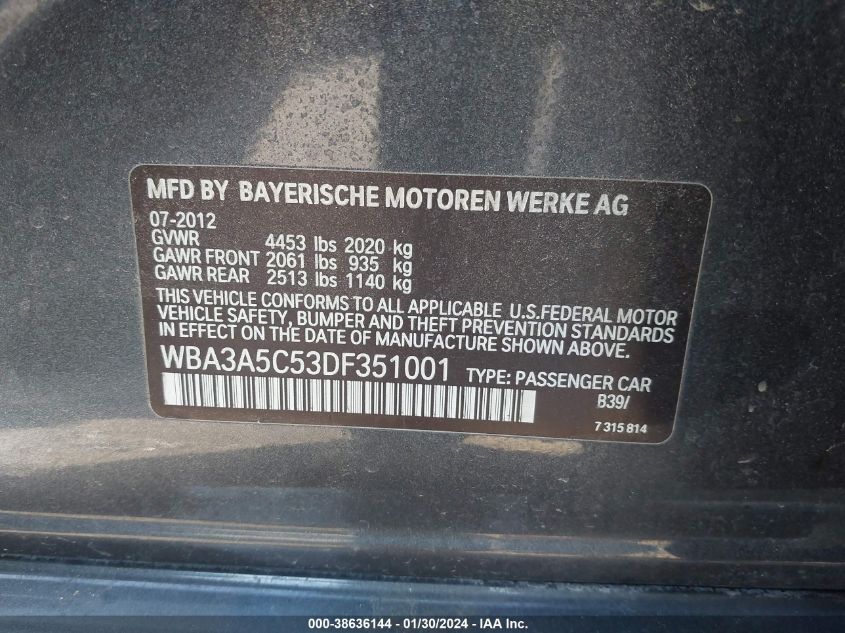 MFD BY BAYERISCHE MOTOREN WERKE AG
07-2012
GVWR 4453 lbs 2020 kg
GAWR FRONT 2061 lbs 935 kg
GAWR REAR 2513 lbs 1140 kg
THIS VEHICLE CONFORMS TO ALL APPLICABLE U.S.FEDERAL MOTOR
VEHICLE SAFETY, BUMPER AND THEFT PREVENTION STANDARDS
IN EFFECT ON THE DATE OF MANUFACTURE SHOWN ABOVE.
WBA3A5C53DF351001 TYPE: PASSENGER CAR
B39/
7 315 814
000-38636144 - 01/30/2024 - IAA Inc.